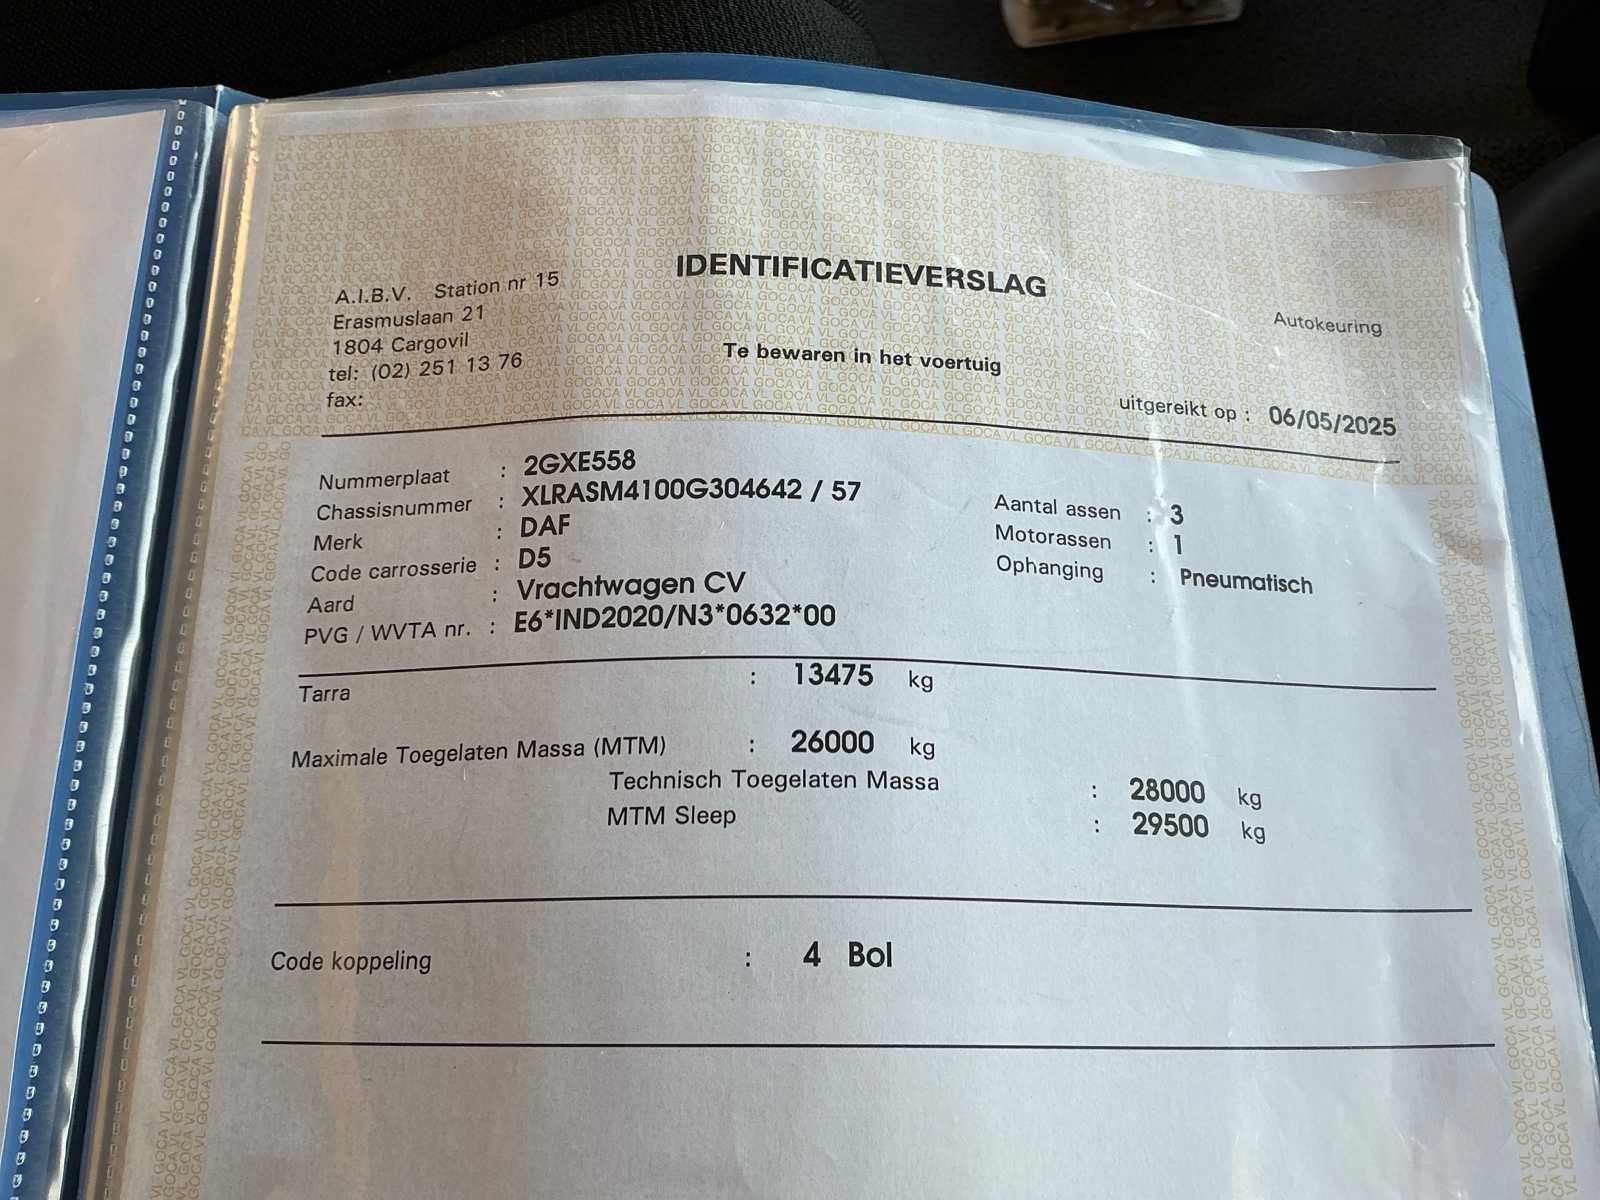 IDENTIFICATIEVERSLAG
A.I.B.V. Station nr 15
Erasmuslaan 21
1804 Cargovil
tel: (02) 251 13 76
fax:
Autokeuring
Te bewaren in het voertuig
uitgereikt op : 06/05/2025
Nummerplaat : 2GXE558
Chassisnummer : XLRASM4100G304642 / 57
Merk : DAF
Code carrosserie : D5
Aard : Vrachtwagen CV
PVG / WVTA nr. : E6*IND2020/N3*0632*00
Aantal assen : 3
Motorassen : 1
Ophanging : Pneumatisch
Tarra : 13475 kg
Maximale Toegelaten Massa (MTM) : 26000 kg
Technisch Toegelaten Massa : 28000 kg
MTM Sleep : 29500 kg
Code koppeling : 4 Bol